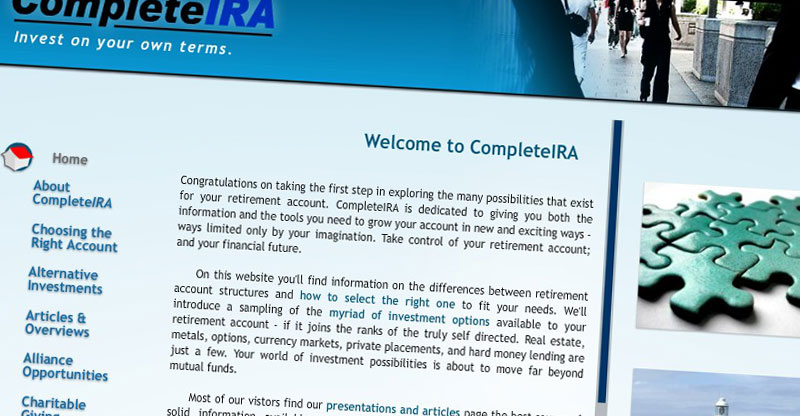 CompleteIRA
Invest on your own terms.
Welcome to CompleteIRA
Home
About
CompleteIRA
Choosing the
Right Account
Alternative
Investments
Articles &
Overviews
Alliance
Opportunities
Charitable
Giving
Congratulations on taking the first step in exploring the many possibilities that exist
for your retirement account. CompleteIRA is dedicated to giving you both the
information and the tools you need to grow your account in new and exciting ways -
ways limited only by your imagination. Take control of your retirement account;
and your financial future.
On this website you'll find information on the differences between retirement
account structures and how to select the right one to fit your needs. We'll
introduce a sampling of the myriad of investment options available to your
retirement account - if it joins the ranks of the truly self directed. Real estate,
metals, options, currency markets, private placements, and hard money lending are
just a few. Your world of investment possibilities is about to move far beyond
mutual funds.
Most of our vistors find our presentations and articles page the best
solid information